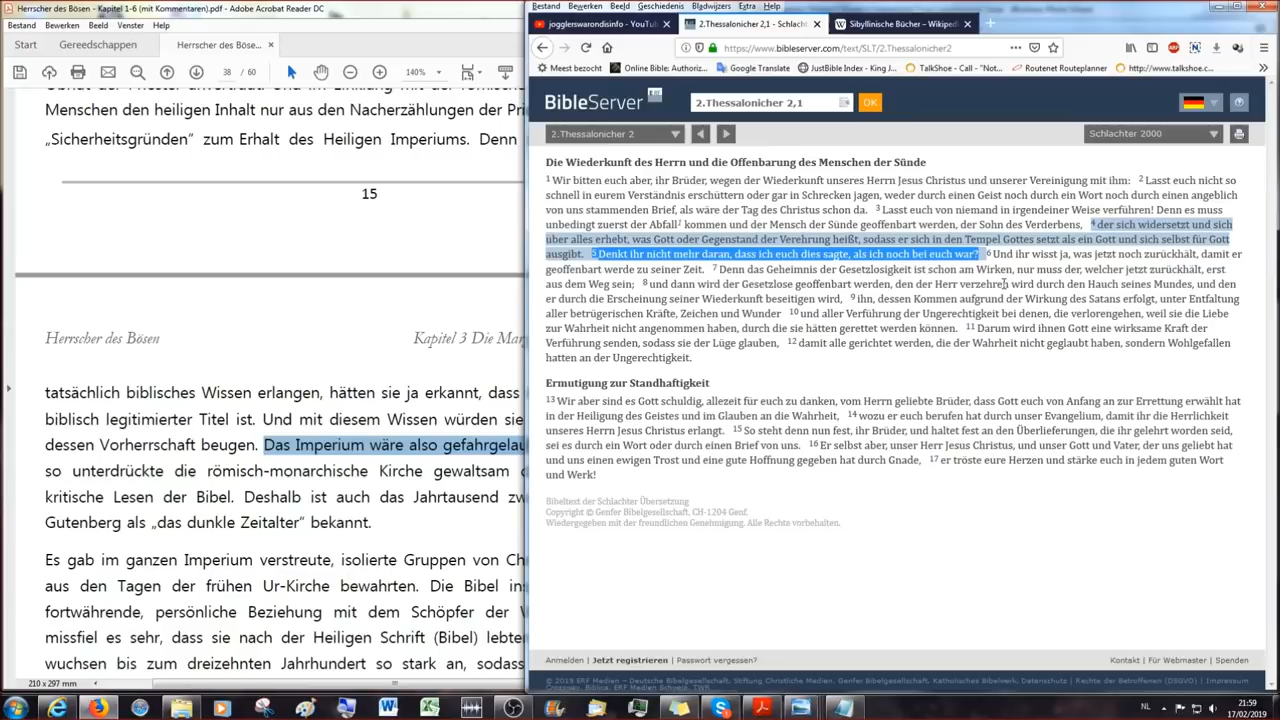 Herrscher des Bösen - Kapitel 1-6 (mit Kommentaren).pdf - Adobe Acrobat Reader DC
Bestand Bewerken Beeld Venster Help
Start Gereedschappen Herrscher des Bösen... ×
38 / 60 140%
Menschen den heiligen Inhalt nur aus den Nacherzählungen der Pri
„Sicherheitsgründen" zum Erhalt des Heiligen Imperiums. Denn
15
Herrscher des Bösen Kapitel 3 Die Mar
tatsächlich biblisches Wissen erlangen, hätten sie ja erkannt, dass
biblisch legitimierter Titel ist. Und mit diesem Wissen würden sie
dessen Vorherrschaft beugen. Das Imperium wäre also gefahrgelau
so unterdrückte die römisch-monarchische Kirche gewaltsam
kritische Lesen der Bibel. Deshalb ist auch das Jahrtausend zw
Gutenberg als „das dunkle Zeitalter" bekannt.
Es gab im ganzen Imperium verstreute, isolierte Gruppen von Ch
aus den Tagen der frühen Ur-Kirche bewahrten. Die Bibel ins
fortwährende, persönliche Beziehung mit dem Schöpfer der W
missfiel es sehr, dass sie nach der Heiligen Schrift (Bibel) lebten
wuchsen bis zum dreizehnten Jahrhundert so stark an, sodass
210 x 297 mm
Bestand Bewerken Beeld Geschiedenis Bladwijzers Extra Help
jogglerswarondisinfo - YouTub × 2.Thessalonicher 2,1 - Schlacht × Sibyllinische Bücher – Wikiped ×
https://www.bibleserver.com/text/SLT/2.Thessalonicher2
Meest bezocht Online Bible: Authoriz... Google Translate JustBible Index - King J... TalkShoe - Call - "Not... Routenet Routeplanner http://www.talkshoe.c...
BibleServer 2.Thessalonicher 2,1 OK
2.Thessalonicher 2 Schlachter 2000
Die Wiederkunft des Herrn und die Offenbarung des Menschen der Sünde
1 Wir bitten euch aber, ihr Brüder, wegen der Wiederkunft unseres Herrn Jesus Christus und unserer Vereinigung mit ihm: 2 Lasst euch nicht so
schnell in eurem Verständnis erschüttern oder gar in Schrecken jagen, weder durch einen Geist noch durch ein Wort noch durch einen angeblich
von uns stammenden Brief, als wäre der Tag des Christus schon da. 3 Lasst euch von niemand in irgendeiner Weise verführen! Denn es muss
unbedingt zuerst der Abfall kommen und der Mensch der Sünde geoffenbart werden, der Sohn des Verderbens, 4 der sich widersetzt und sich
über alles erhebt, was Gott oder Gegenstand der Verehrung heißt, sodass er sich in den Tempel Gottes setzt als ein Gott und sich selbst für Gott
ausgibt. 5 Denkt ihr nicht mehr daran, dass ich euch dies sagte, als ich noch bei euch war? 6 Und ihr wisst ja, was jetzt noch zurückhält, damit er
geoffenbart werde zu seiner Zeit. 7 Denn das Geheimnis der Gesetzlosigkeit ist schon am Wirken, nur muss der, welcher jetzt zurückhält, erst
aus dem Weg sein; 8 und dann wird der Gesetzlose geoffenbart werden, den der Herr verzehren wird durch den Hauch seines Mundes, und den
er durch die Erscheinung seiner Wiederkunft beseitigen wird, 9 ihn, dessen Kommen aufgrund der Wirkung des Satans erfolgt, unter Entfaltung
aller betrügerischen Kräfte, Zeichen und Wunder 10 und aller Verführung der Ungerechtigkeit bei denen, die verlorengehen, weil sie die Liebe
zur Wahrheit nicht angenommen haben, durch die sie hätten gerettet werden können. 11 Darum wird ihnen Gott eine wirksame Kraft der
Verführung senden, sodass sie der Lüge glauben, 12 damit alle gerichtet werden, die der Wahrheit nicht geglaubt haben, sondern Wohlgefallen
hatten an der Ungerechtigkeit.
Ermutigung zur Standhaftigkeit
13 Wir aber sind es Gott schuldig, allezeit für euch zu danken, vom Herrn geliebte Brüder, dass Gott euch von Anfang an zur Errettung erwählt hat
in der Heiligung des Geistes und im Glauben an die Wahrheit, 14 wozu er euch berufen hat durch unser Evangelium, damit ihr die Herrlichkeit
unseres Herrn Jesus Christus erlangt. 15 So steht denn nun fest, ihr Brüder, und haltet fest an den Überlieferungen, die ihr gelehrt worden seid,
sei es durch ein Wort oder durch einen Brief von uns. 16 Er selbst aber, unser Herr Jesus Christus, und unser Gott und Vater, der uns geliebt hat
und uns einen ewigen Trost und eine gute Hoffnung gegeben hat durch Gnade, 17 er tröste eure Herzen und stärke euch in jedem guten Wort
und Werk!
Bibeltext der Schlachter Übersetzung
Copyright © Genfer Bibelgesellschaft, CH-1204 Genf.
Wiedergegeben mit der freundlichen Genehmigung. Alle Rechte vorbehalten.
Anmelden | Jetzt registrieren | Passwort vergessen? Kontakt | Für Webmaster | Spenden
© 2019 ERF Medien – Deutsche Bibelgesellschaft, Stiftung Christliche Medien, Genfer Bibelgesellschaft, Katholisches Bibelwerk, Datenschutz | Rechte der Betroffenen (DSGVO) | Impressum
NL 21:59
17/02/2019